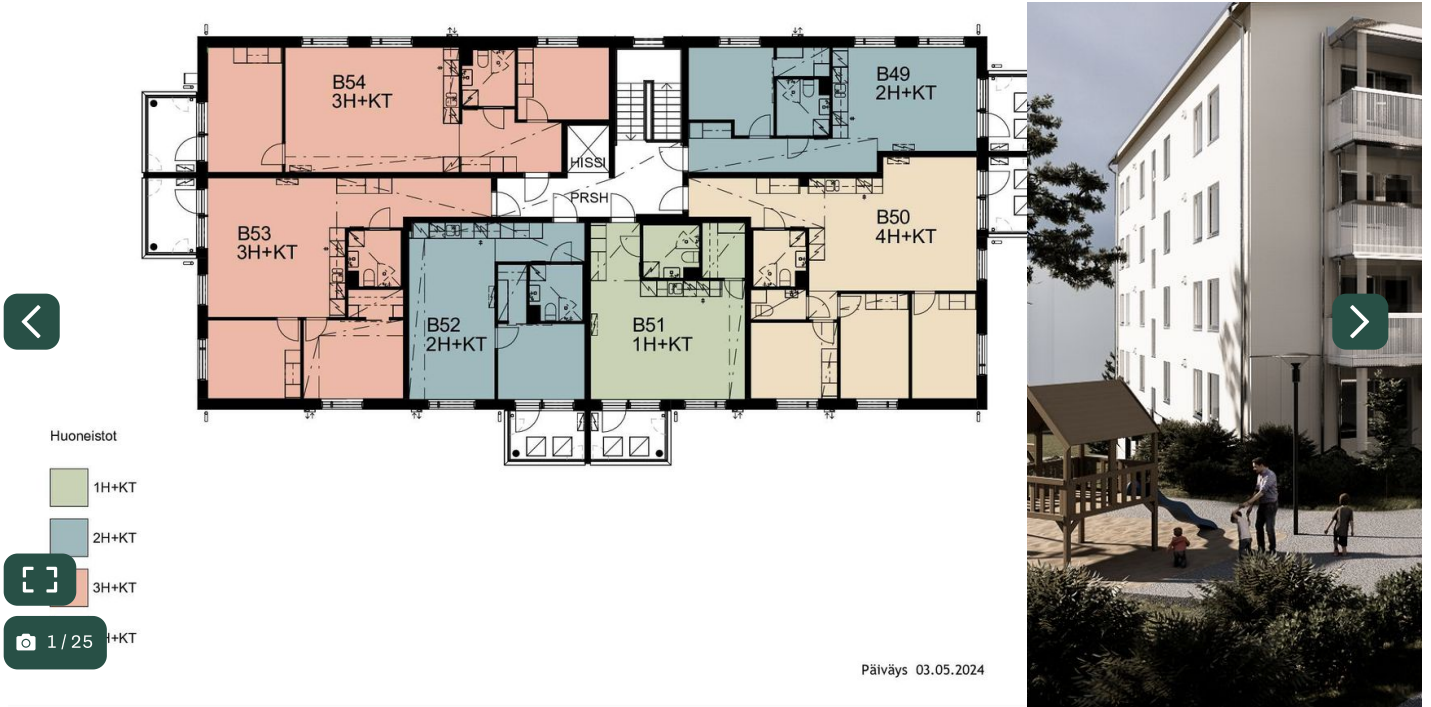 B54
3H+KT
B49
2H+KT
HISSI
PRSH
B53
3H+KT
B50
4H+KT
B52
2H+KT
B51
1H+KT
Huoneistot
1H+KT
2H+KT
3H+KT
H+KT
1/25
Päiväys 03.05.2024